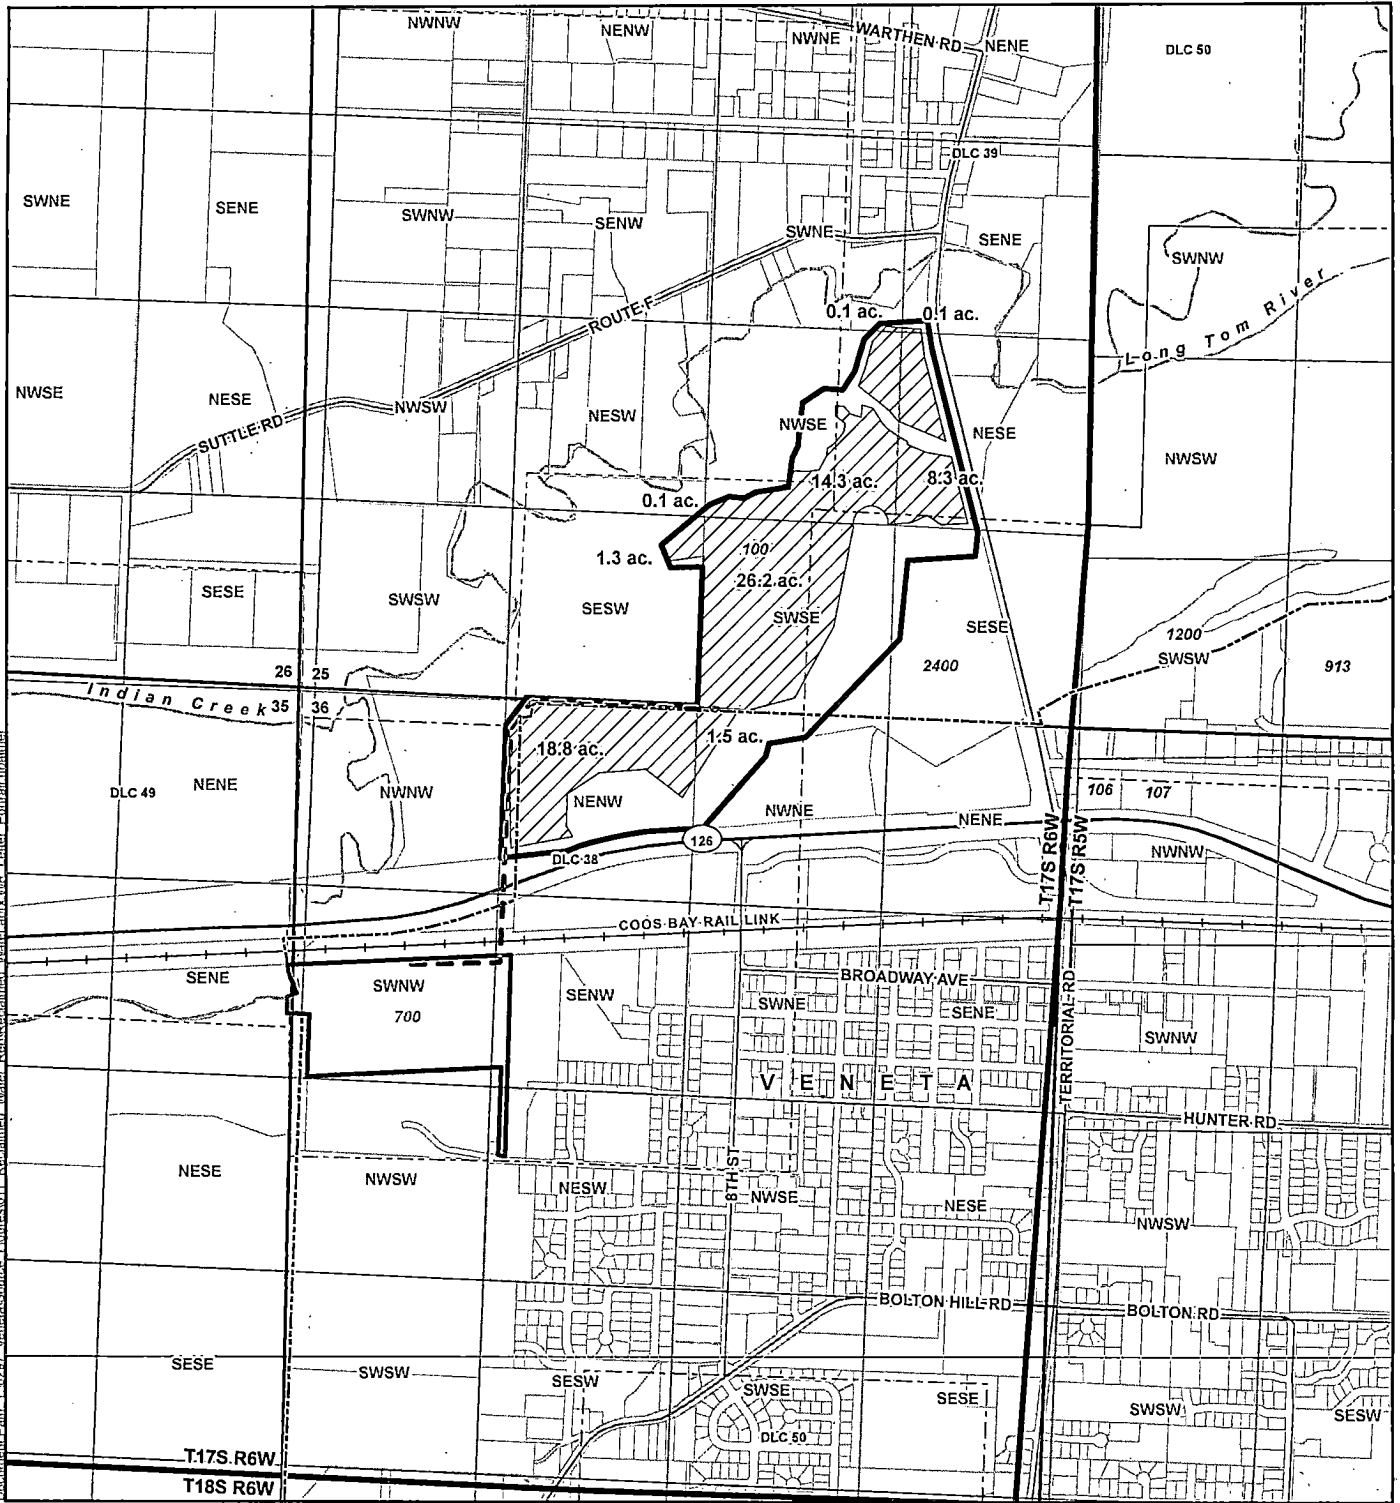 NWNW
NENW
NWNE
WARTHEN RD
NENE
DLC 50
DLC 39
SWNE
SENE
SWNW
SENW
SWNE
SENE
SWNW
ROUTE F
Long Tom River
0.1 ac.
0.1 ac.
NWSE
NESE
SUTTLE RD
NWSW
NESW
NWSE
NESE
NWSW
14.3 ac.
8.3 ac.
0.1 ac.
1.3 ac.
100
26.2 ac.
SESE
SWSW
SESW
SWSE
SESE
2400
1200
SWSW
913
26
25
Indian Creek
35
36
18.8 ac.
1.5 ac.
DLC 49
NENE
NWNW
NENW
NWNE
NENE
106
107
126
DLC 38
NWNW
T17S R6W
T17S R5W
COOS BAY RAIL LINK
SENE
SWNW
700
SENW
BROADWAY AVE
SWNE
SENE
SWNW
TERRITORIAL RD
VENETA
HUNTER RD
NESE
NWSW
NESW
8TH ST
NWSE
NESE
NWSW
BOLTON HILL RD
BOLTON RD
SESE
SWSW
SESW
SWSE
SESE
SWSW
SESW
DLC 50
T17S R6W
T18S R6W